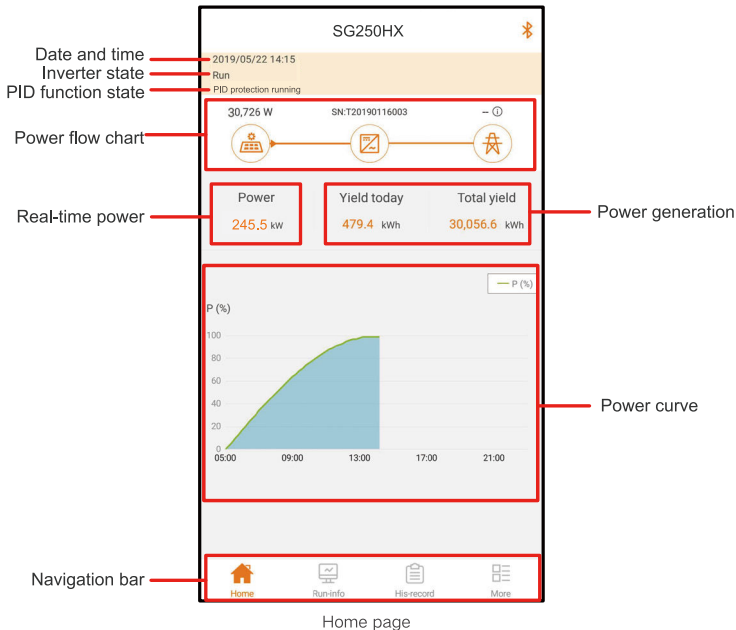 SG250HX
Date and time
2019/05/22 14:15
Inverter state
Run
PID function state
PID protection running
30,726 W
SN:T20190116003
–
Power flow chart
Power
Yield today
Total yield
Real-time power
245.5 kW
479.4 kWh
30,056.6 kWh
Power generation
P (%)
P (%)
100
80
60
40
20
0
05:00
09:00
13:00
17:00
21:00
Power curve
Navigation bar
Home
Run-info
His-record
More
Home page